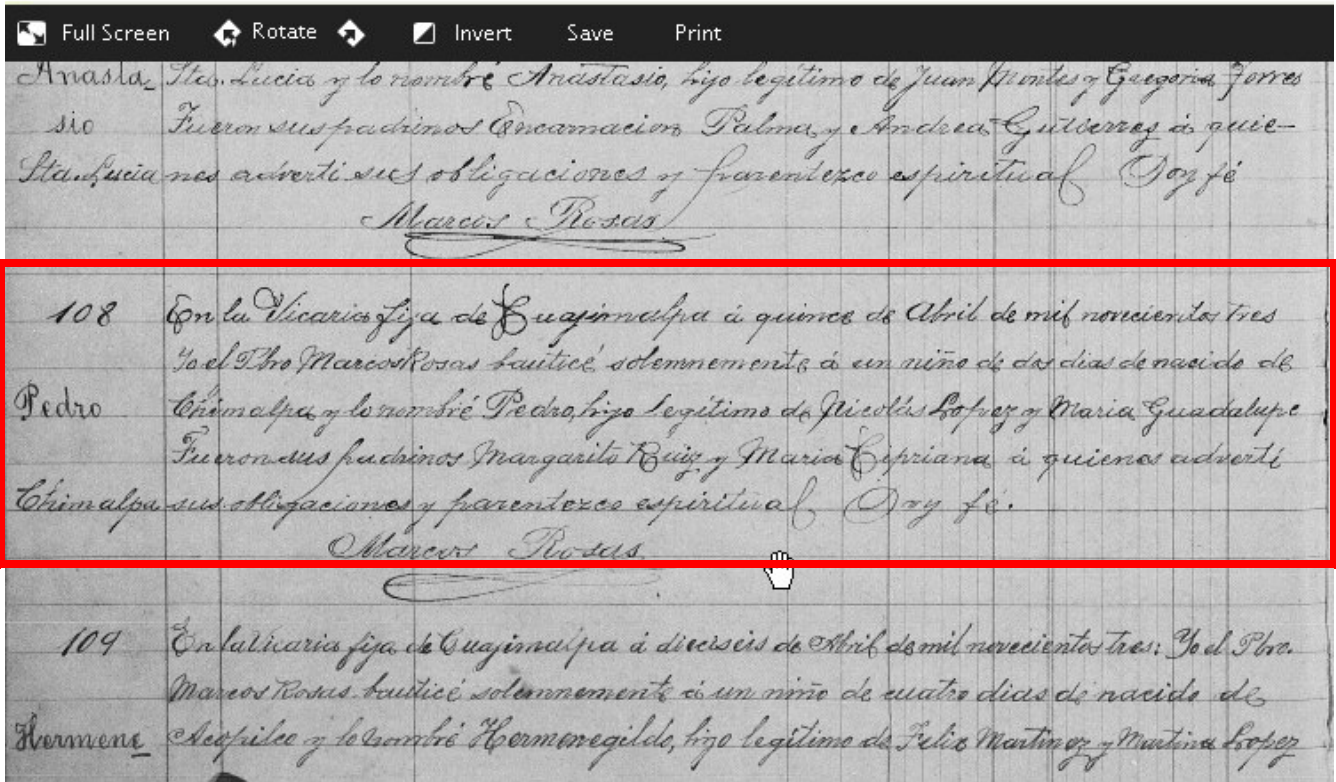 Full Screen Rotate Invert Save Print
Anasta_ Sta. Lucia y lo nombré Anastasio, hijo legítimo de Juan Montes y Gregoria Torres
sio Fueron sus padrinos Encarnacion Palma y Andrea Gutierrez á quie-
Sta. Lucia nes adverti sus obligaciones y parentezco espiritual Doy fé
Marcos Rosas
108 En la Vicaria fija de Cuajimalpa á quince de Abril de mil novecientos tres
Yo el Pbro Marcos Rosas bauticé solemnemente á un niño de dos dias de nacido de
Pedro Chimalpa y lo nombré Pedro, hijo legítimo de Nicolás Lopez y Maria Guadalupe
Fueron sus padrinos Margarito Ruiz y Maria Cipriana á quienes advertí
Chimalpa sus obligaciones y parentezco espiritual Doy fé.
Marcos Rosas
109 En la Vicaria fija de Cuajimalpa á dieciseis de Abril de mil novecientos tres: Yo el Pbro.
Marcos Rosas bauticé solemnemente á un niño de cuatro dias de nacido de
Hermene_ Acopilco y lo nombré Hermenegildo, hijo legítimo de Felix Martinez y Martina Lopez